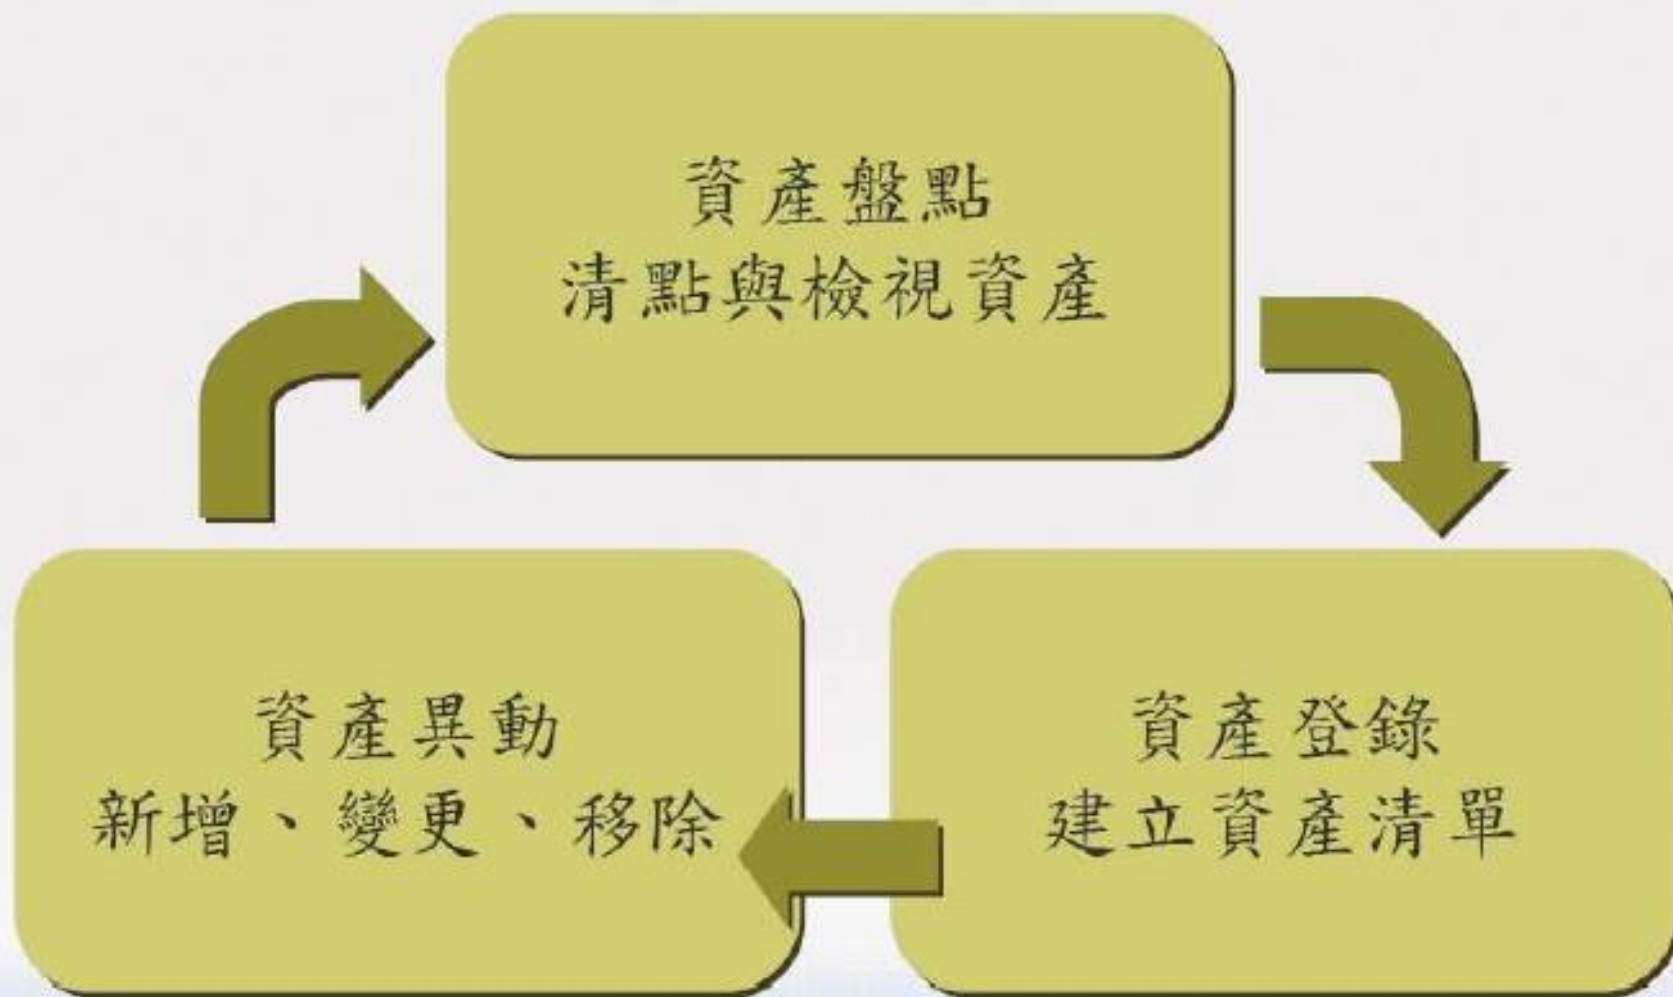 資產盤點
清點與檢視資產
資產異動
新增、變更、移除
資產登錄
建立資產清單